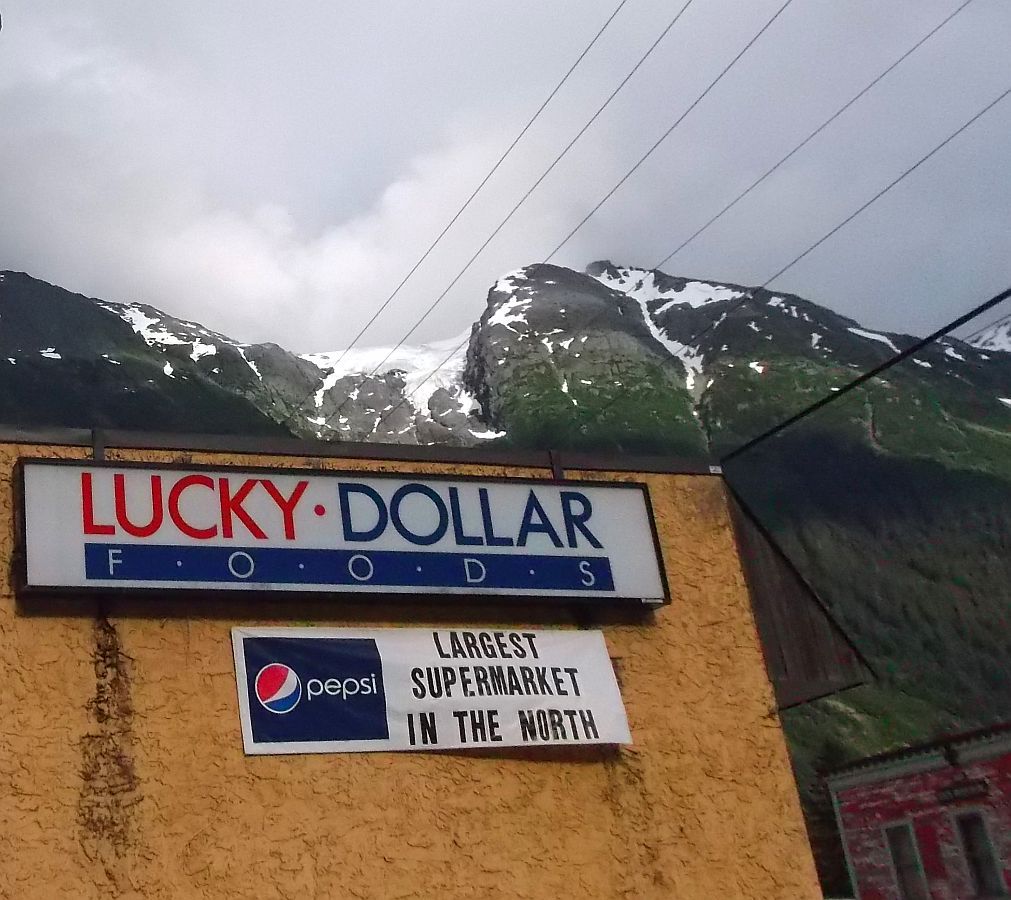 LUCKY · DOLLAR
F · O · O · D · S
pepsi
LARGEST
SUPERMARKET
IN THE NORTH